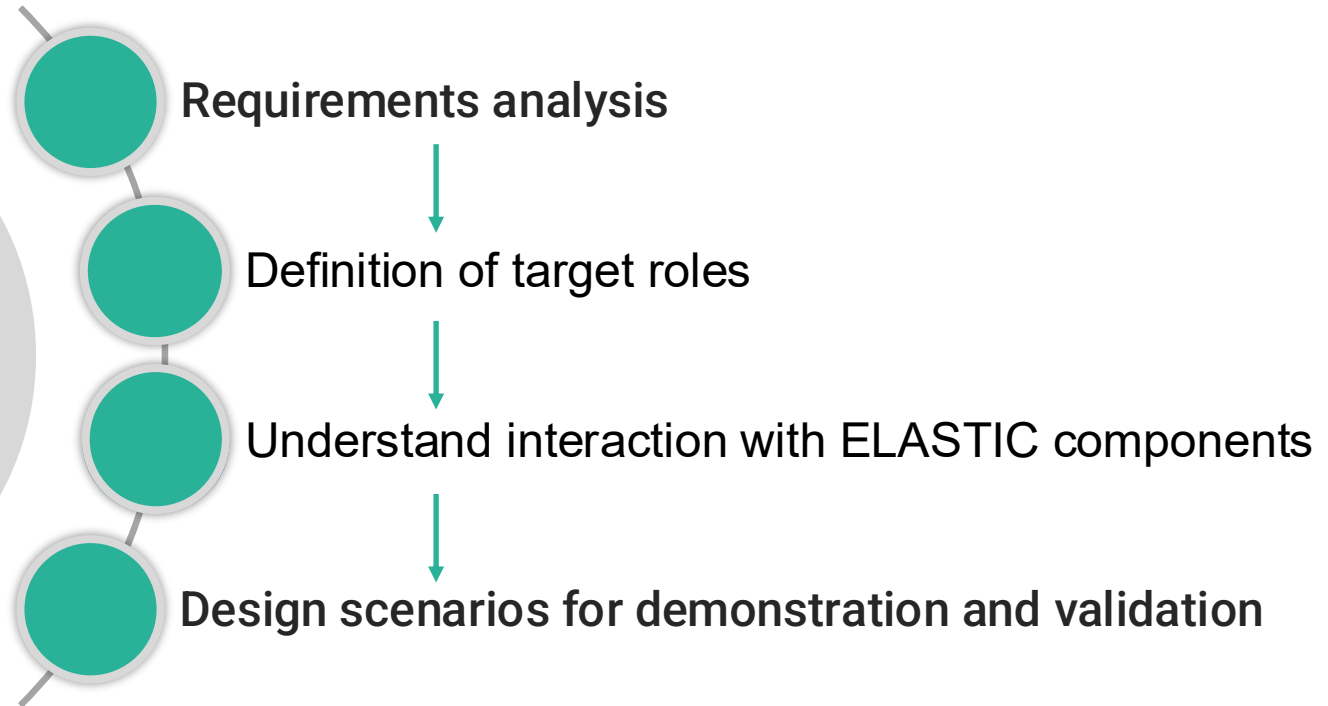 Requirements analysis
Definition of target roles
Understand interaction with ELASTIC components
Design scenarios for demonstration and validation